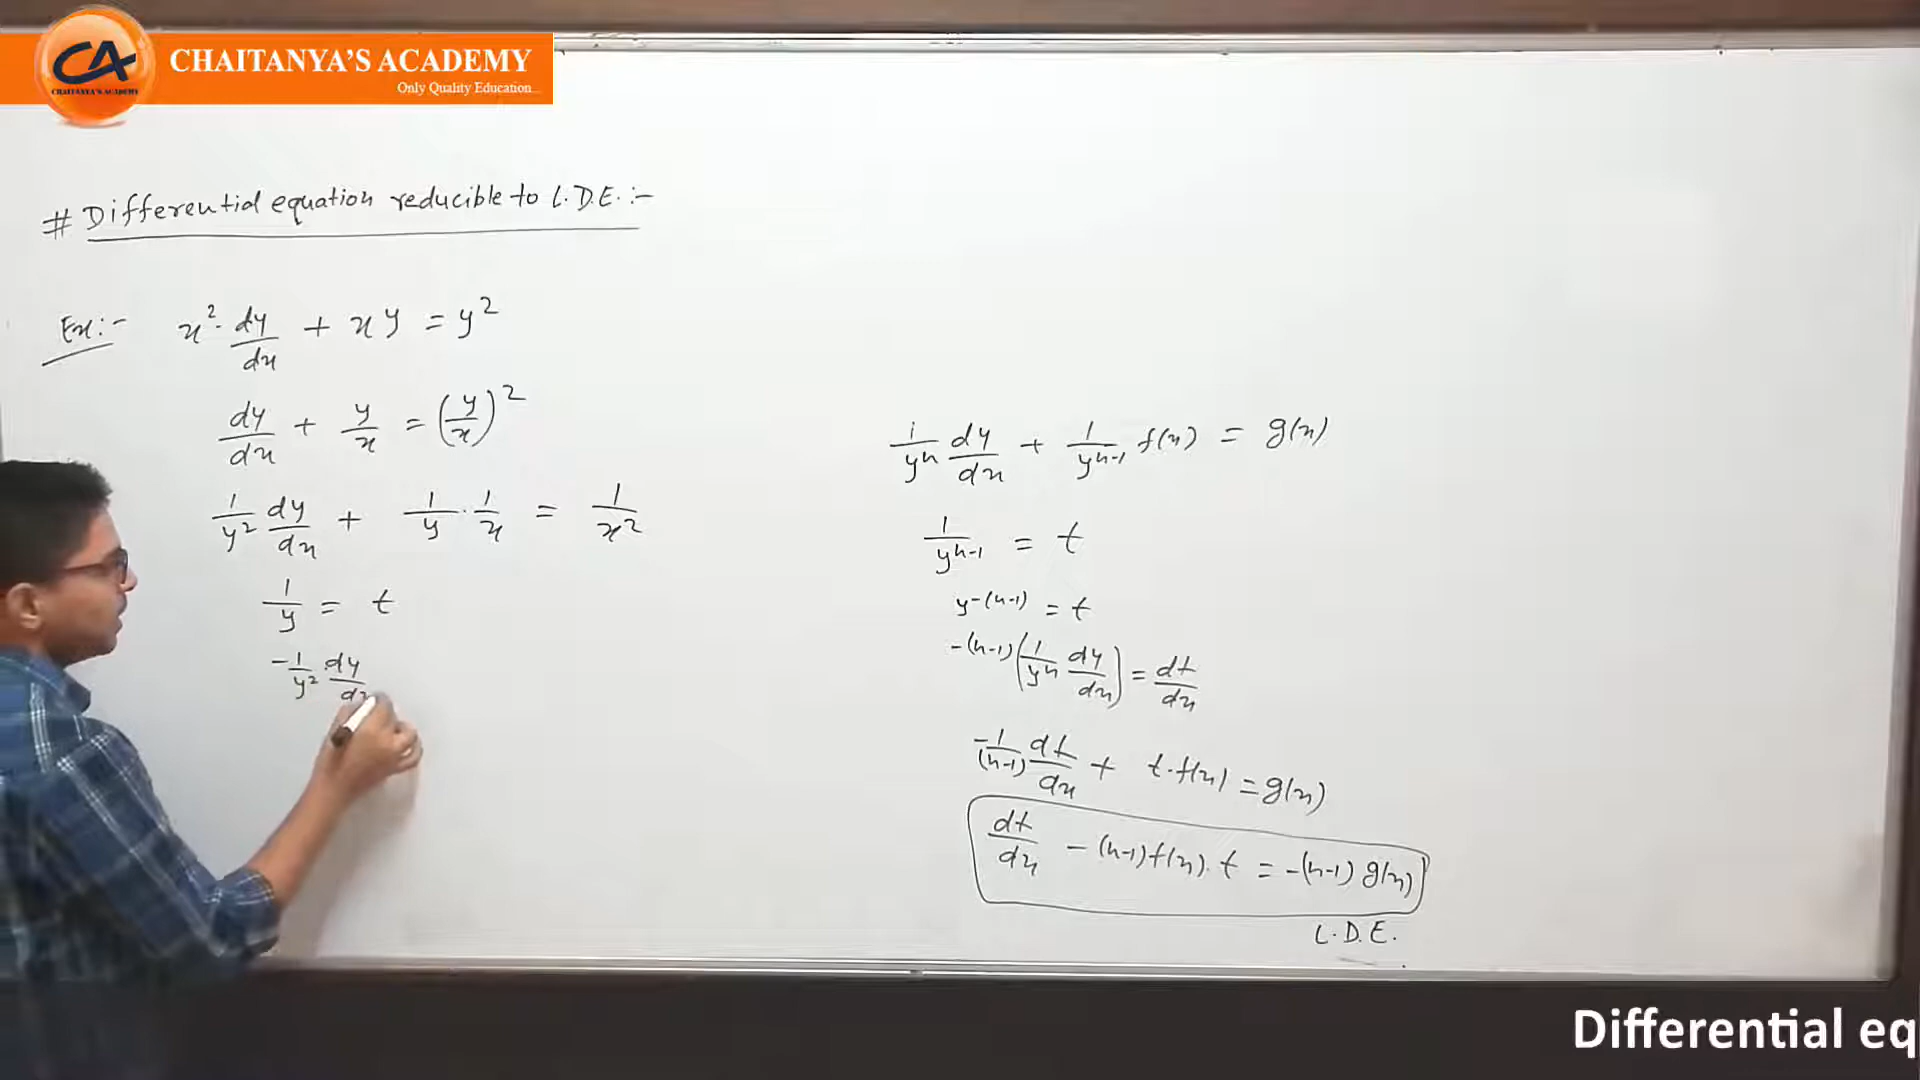 CA
CHAITANYA'S ACADEMY
CHAITANYA'S ACADEMY
Only Quality Education...
# Differential equation reducible to L.D.E. :-
Ex:- x². dy/dx + xy = y²
dy/dx + y/x = (y/x)²
1/y² dy/dx + 1/y . 1/x = 1/x²
1/y = t
-1/y² . dy/dx
1/yⁿ dy/dx + 1/yⁿ⁻¹ f(x) = g(x)
1/yⁿ⁻¹ = t
y⁻⁽ⁿ⁻¹⁾ = t
-(n-1) (1/yⁿ dy/dx) = dt/dx
-1/(n-1) dt/dx + t.f(x) = g(x)
dt/dx - (n-1) f(x). t = -(n-1) g(x)
L.D.E.
Differential eq